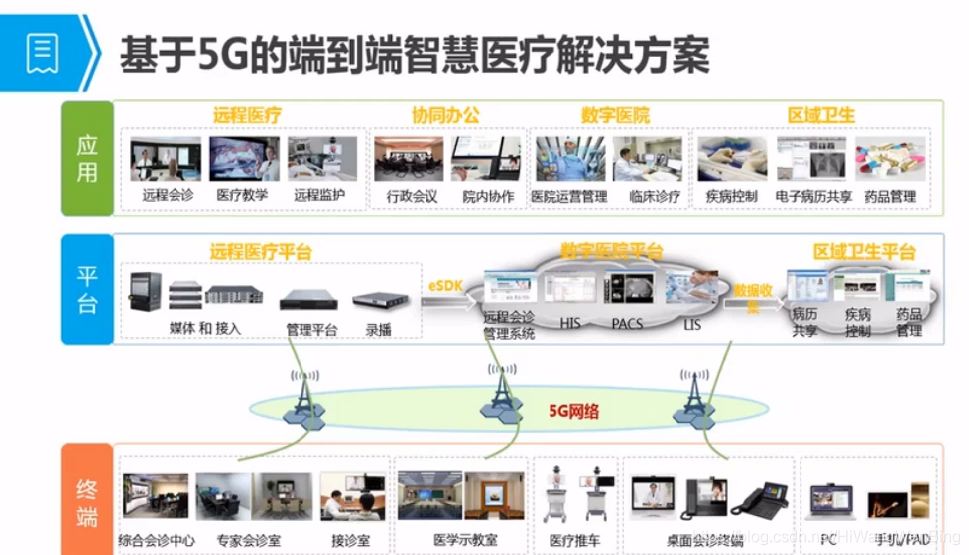 基于5G的端到端智慧医疗解决方案
应用
远程医疗
协同办公
数字医院
区域卫生
远程会诊
医疗教学
远程监护
行政会议
院内协作
医院运营管理
临床诊疗
疾病控制
电子病历共享
药品管理
平台
远程医疗平台
数字医院平台
区域卫生平台
媒体 和 接入
管理平台
录播
eSDK
远程会诊
管理系统
HIS
PACS
LIS
数据收
集
病历
共享
疾病
控制
药品
管理
5G网络
终端
综合会诊中心
专家会诊室
接诊室
医学示教室
医疗推车
桌面会诊终端
PC
手机/PAD